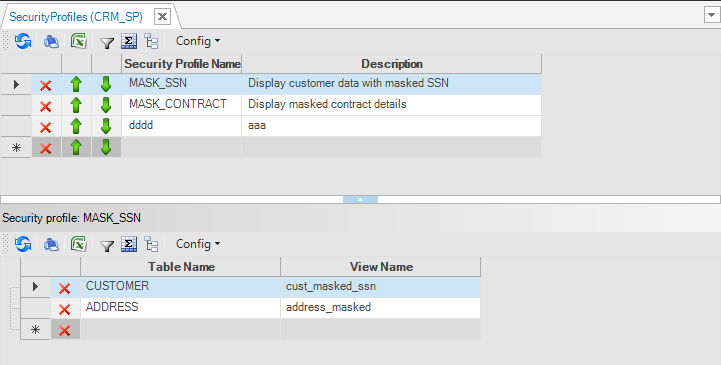 SecurityProfiles (CRM_SP)
Config
Security Profile Name Description
MASK_SSN Display customer data with masked SSN
MASK_CONTRACT Display masked contract details
dddd aaa
Security profile: MASK_SSN
Config
Table Name View Name
CUSTOMER cust_masked_ssn
ADDRESS address_masked